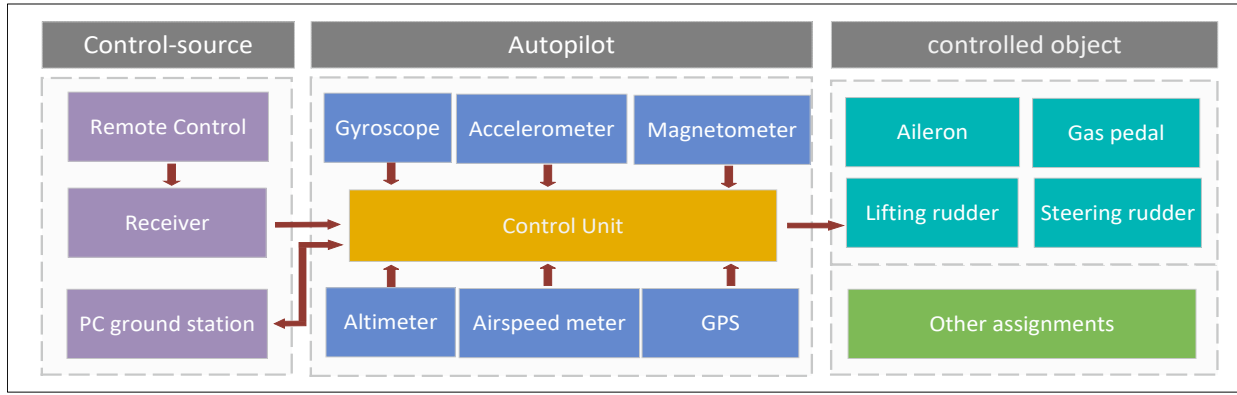 Control-source
Autopilot
controlled object
Remote Control
Receiver
PC ground station
Gyroscope
Accelerometer
Magnetometer
Control Unit
Altimeter
Airspeed meter
GPS
Aileron
Gas pedal
Lifting rudder
Steering rudder
Other assignments